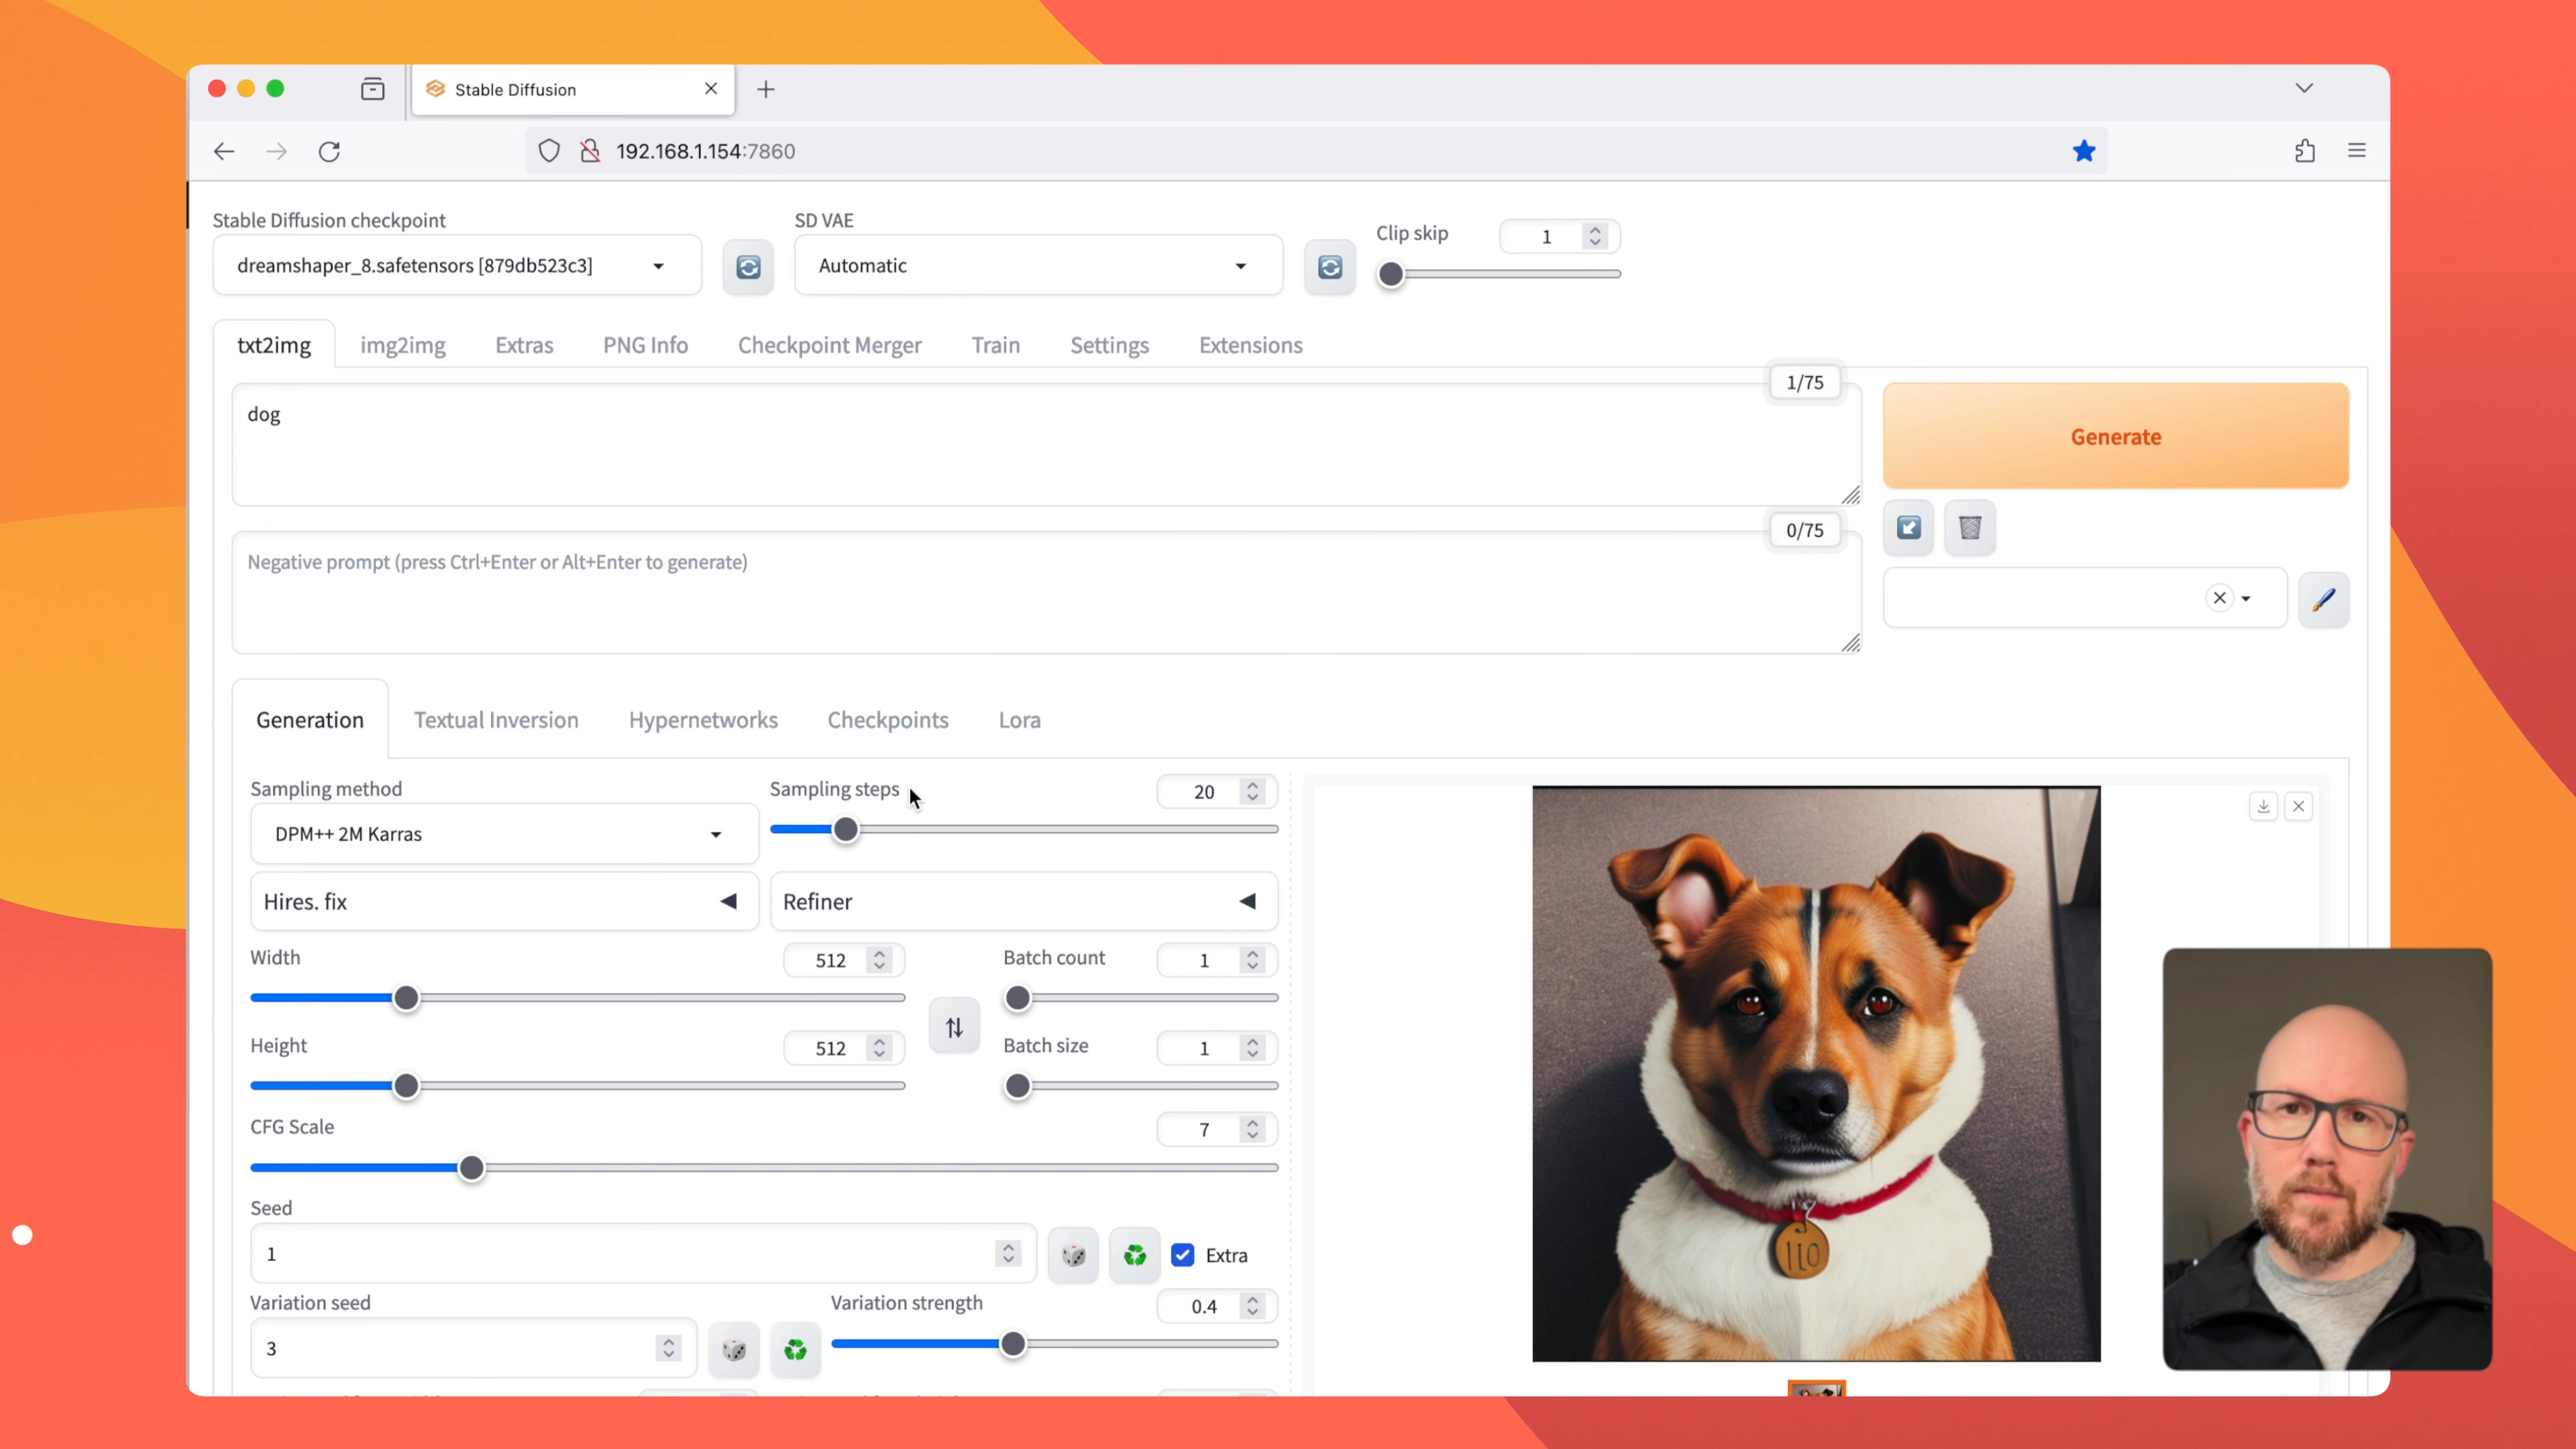 Stable Diffusion
192.168.1.154:7860
Stable Diffusion checkpoint
dreamshaper_8.safetensors [879db523c3]
SD VAE
Automatic
Clip skip
1
txt2img
img2img
Extras
PNG Info
Checkpoint Merger
Train
Settings
Extensions
1/75
dog
Generate
0/75
Negative prompt (press Ctrl+Enter or Alt+Enter to generate)
Generation
Textual Inversion
Hypernetworks
Checkpoints
Lora
Sampling method
DPM++ 2M Karras
Sampling steps
20
Hires. fix
Refiner
Width
512
Batch count
1
Height
512
Batch size
1
CFG Scale
7
Seed
1
Extra
Variation seed
3
Variation strength
0.4